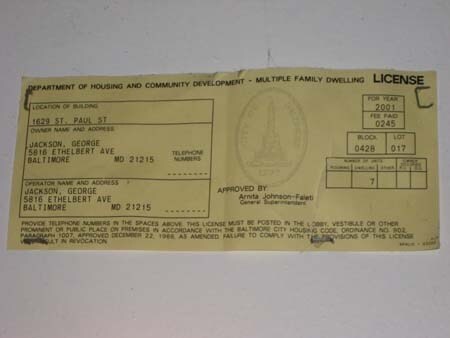 DEPARTMENT OF HOUSING AND COMMUNITY DEVELOPMENT - MULTIPLE FAMILY DWELLING LICENSE
LOCATION OF BUILDING
1629 ST. PAUL ST
OWNER NAME AND ADDRESS
JACKSON, GEORGE
5616 ETHELBERT AVE
BALTIMORE MD 21215
TELEPHONE
NUMBERS
OPERATOR NAME AND ADDRESS
JACKSON, GEORGE
5816 ETHELBERT AVE
BALTIMORE MD 21215
CITY OF
1797
APPROVED BY
Arnita Johnson-Faleti
General Superintendent
FOR YEAR
2001
FEE PAID
0245
BLOCK LOT
0428 017
NUMBER OF UNITS
ROOMING DWELLING OTHER
7
PROVIDE TELEPHONE NUMBERS IN THE SPACES ABOVE. THIS LICENSE MUST BE POSTED IN THE LOBBY, VESTIBULE OR OTHER
PROMINENT OR PUBLIC PLACE ON PREMISES IN ACCORDANCE WITH THE BALTIMORE CITY HOUSING CODE, ORDINANCE NO. 902,
PARAGRAPH 1007, APPROVED DECEMBER 22, 1966, AS AMENDED. FAILURE TO COMPLY WITH THE PROVISIONS OF THIS LICENSE
RESULT IN REVOCATION.